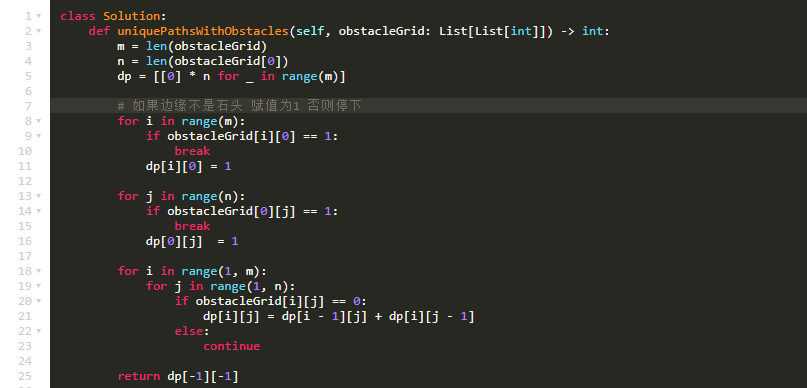 1 class Solution:
2     def uniquePathsWithObstacles(self, obstacleGrid: List[List[int]]) -> int:
3         m = len(obstacleGrid)
4         n = len(obstacleGrid[0])
5         dp = [[0] * n for _ in range(m)]
6
7         # 如果边缘不是石头 赋值为1 否则停下
8         for i in range(m):
9             if obstacleGrid[i][0] == 1:
10                 break
11             dp[i][0] = 1
12
13         for j in range(n):
14             if obstacleGrid[0][j] == 1:
15                 break
16             dp[0][j]  = 1
17
18         for i in range(1, m):
19             for j in range(1, n):
20                 if obstacleGrid[i][j] == 0:
21                     dp[i][j] = dp[i - 1][j] + dp[i][j - 1]
22                 else:
23                     continue
24
25         return dp[-1][-1]